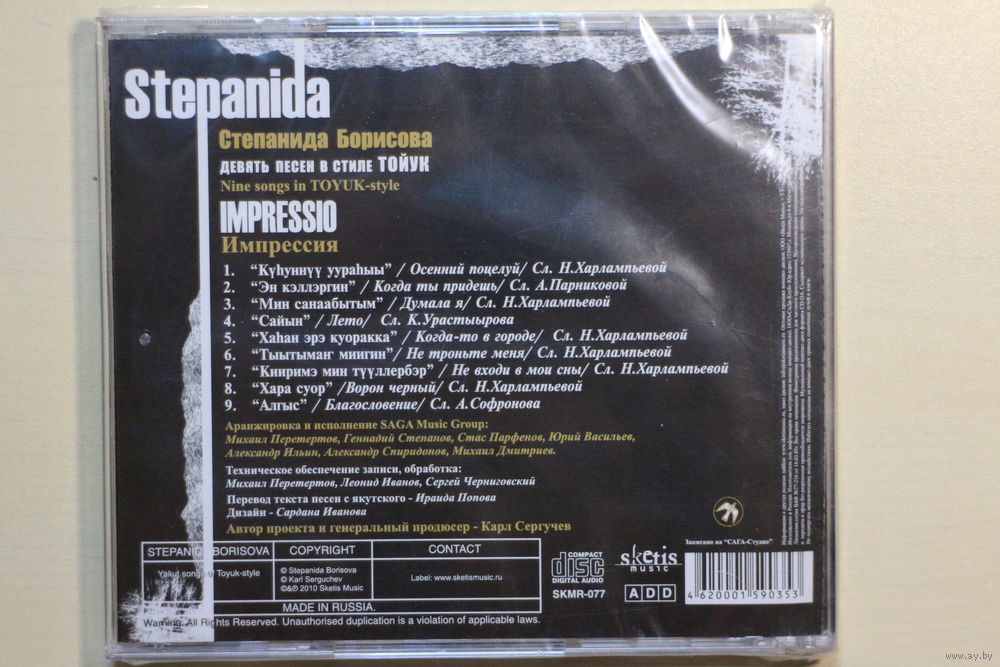 Stepanida
Степанида Борисова
ДЕВЯТЬ ПЕСЕН В СТИЛЕ ТОЙУК
Nine songs in TOYUK-style
IMPRESSIO
Импрессия
1. “Күһүннүү уураһыы” / Осенний поцелуй/ Сл. Н.Харлампьевой
2. “Эн кэллэргин” / Когда ты придешь/ Сл. А.Парниковой
3. “Мин санаабытым” / Думала я/ Сл. Н.Харлампьевой
4. “Сайын” / Лето/ Сл. К.Урастыырова
5. “Хаһан эрэ куоракка” / Когда-то в городе/ Сл. Н.Харлампьевой
6. “Тыытымаҥ миигин”/ Не троньте меня/ Сл. Н.Харлампьевой
7. “Кииримэ мин түүллербэр” / Не входи в мои сны/ Сл. Н.Харлампьевой
8. “Хара суор” /Ворон черный/ Сл. Н.Харлампьевой
9. “Алгыс” / Благословение/ Сл. А.Софронова
Аранжировка и исполнение SAGA Music Group:
Михаил Перетертов, Геннадий Степанов, Стас Парфенов, Юрий Васильев,
Александр Ильин, Александр Спиридонов, Михаил Дмитриев.
Техническое обеспечение записи, обработка:
Михаил Перетертов, Леонид Иванов, Сергей Черниговский
Перевод текста песен с якутского - Ираида Попова
Дизайн - Сардана Иванова
Автор проекта и генеральный продюсер - Карл Сергучев
Записано на “САГА-Студио”
STEPANIDA BORISOVA COPYRIGHT CONTACT
Yakut songs of Toyuk-style
© Stepanida Borisova
© Karl Serguchev
©&℗ 2010 Sketis Music
Label: www.sketismusic.ru
MADE IN RUSSIA.
Warning: All Rights Reserved. Unauthorised duplication is a violation of applicable laws.
COMPACT
disc
DIGITAL AUDIO
SKMR-077
sketis
music
A D D
4 620001 590353
www.ay.by